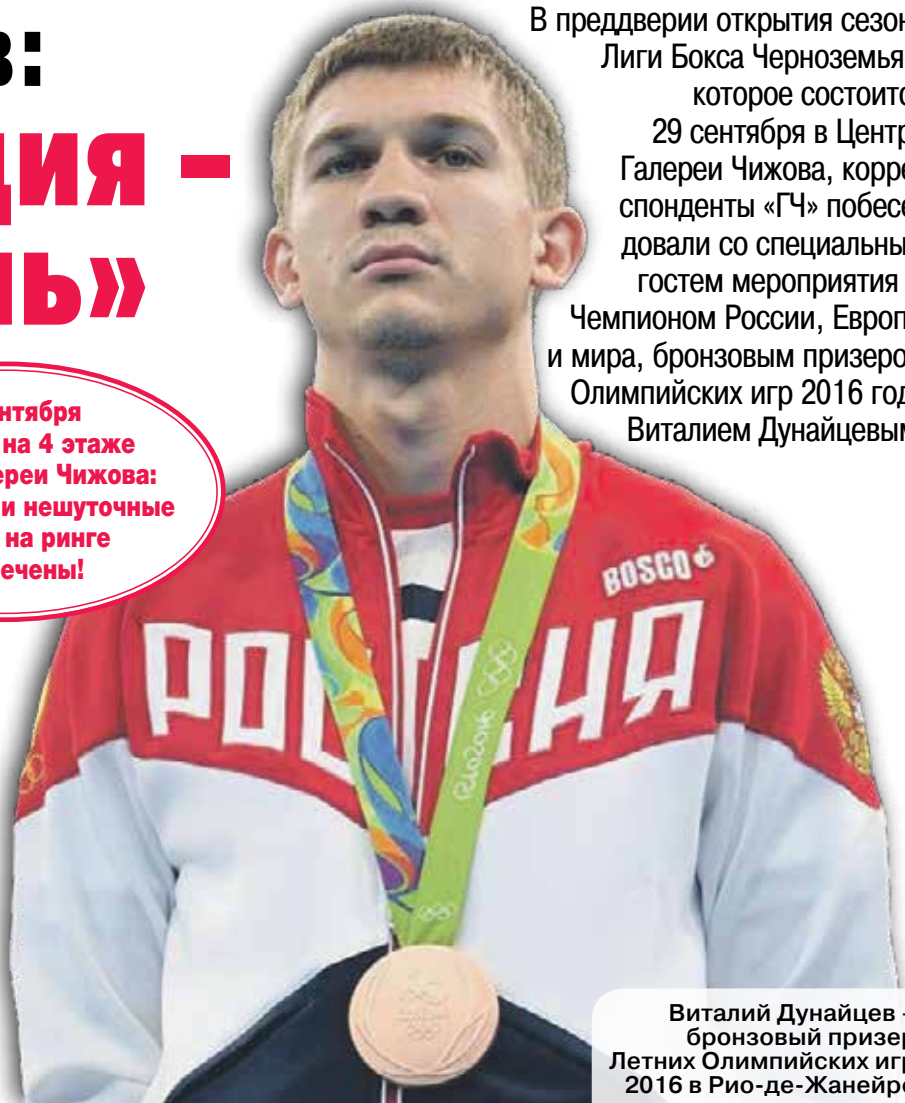 в:
ция –
нь»
нтября
на 4 этаже
ереи Чижова:
и нешуточные
на ринге
ечены!
В преддверии открытия сезон
Лиги Бокса Черноземья
которое состоитс
29 сентября в Центр
Галереи Чижова, корре
спонденты «ГЧ» побесе
довали со специальны
гостем мероприятия
Чемпионом России, Европ
и мира, бронзовым призеро
Олимпийских игр 2016 год
Виталием Дунайцевым
BOSCO
РОССИЯ
Rio2016
Виталий Дунайцев -
бронзовый призер
Летних Олимпийских игр
2016 в Рио-де-Жанейро